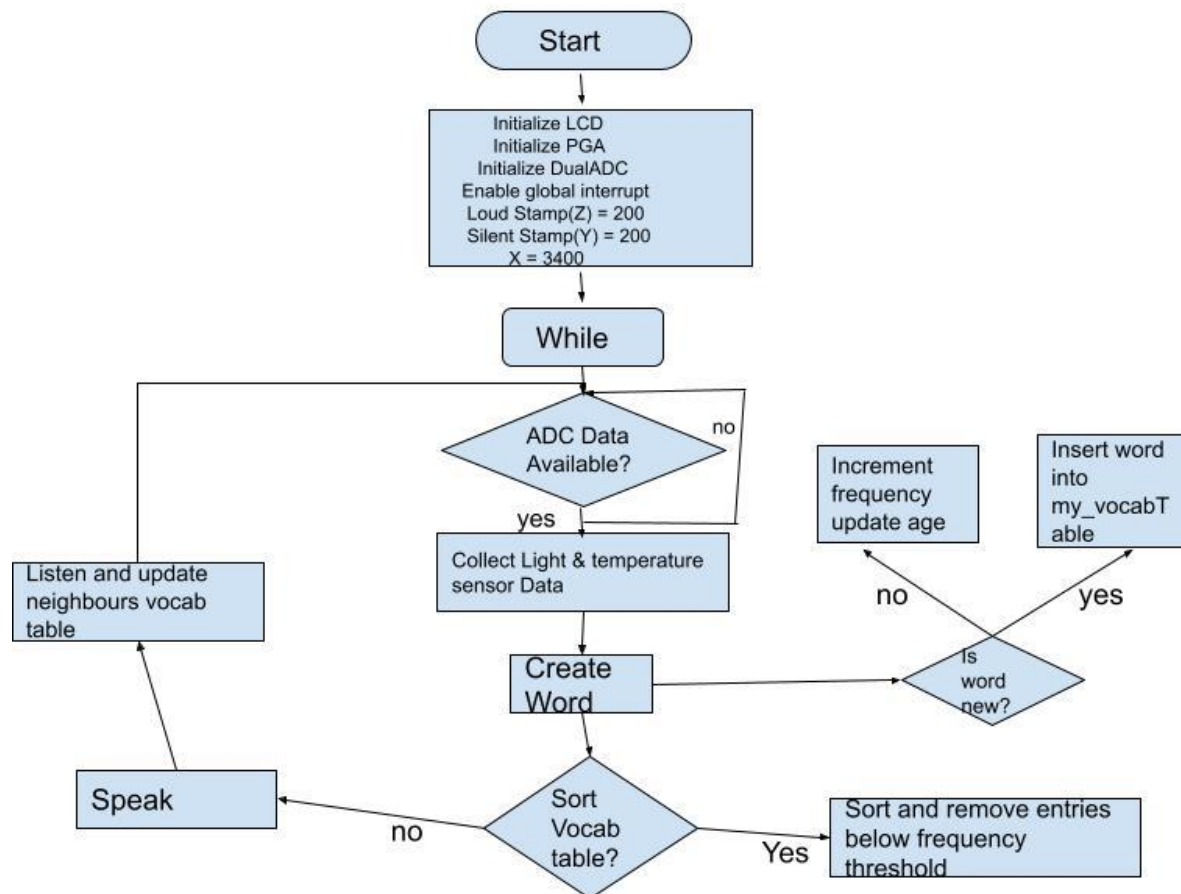 Start
Initialize LCD
Initialize PGA
Initialize DualADC
Enable global interrupt
Loud Stamp(Z) = 200
Silent Stamp(Y) = 200
X = 3400
While
ADC Data
Available?
no
yes
Collect Light & temperature
sensor Data
Create
Word
Is
word
new?
no
yes
Increment
frequency
update age
Insert word
into
my_vocabT
able
Sort
Vocab
table?
no
Yes
Sort and remove entries
below frequency
threshold
Speak
Listen and update
neighbours vocab
table